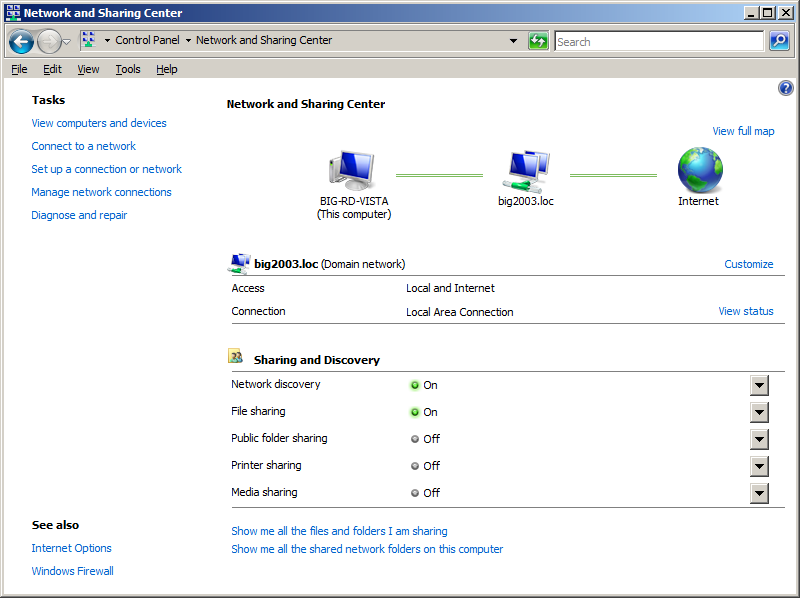 Network and Sharing Center
Control Panel Network and Sharing Center Search
File Edit View Tools Help
Tasks
View computers and devices
Connect to a network
Set up a connection or network
Manage network connections
Diagnose and repair
Network and Sharing Center
View full map
BIG-RD-VISTA
(This computer)
big2003.loc
Internet
big2003.loc (Domain network) Customize
Access Local and Internet
Connection Local Area Connection View status
Sharing and Discovery
Network discovery On
File sharing On
Public folder sharing Off
Printer sharing Off
Media sharing Off
Show me all the files and folders I am sharing
Show me all the shared network folders on this computer
See also
Internet Options
Windows Firewall